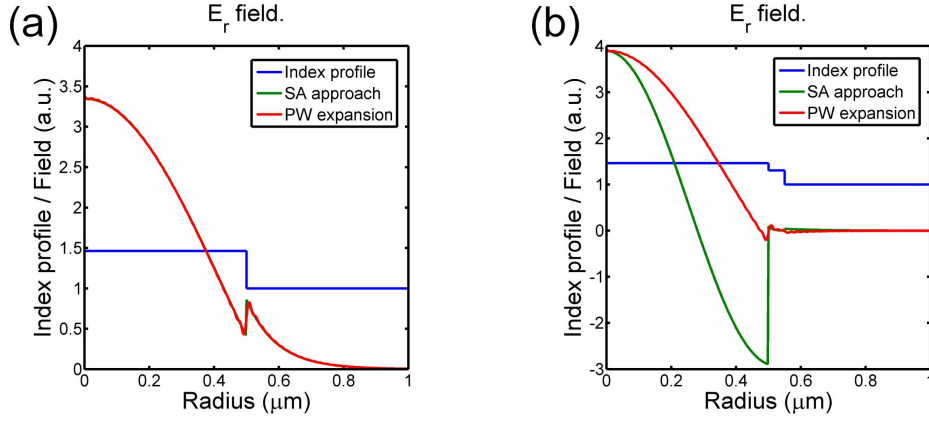 (a)
E_r field.
Index profile / Field (a.u.)
4
3.5
3
2.5
2
1.5
1
0.5
0
Index profile
SA approach
PW expansion
0 0.2 0.4 0.6 0.8 1
Radius (μm)
(b)
E_r field.
Index profile / Field (a.u.)
4
3
2
1
0
-1
-2
-3
Index profile
SA approach
PW expansion
0 0.2 0.4 0.6 0.8 1
Radius (μm)